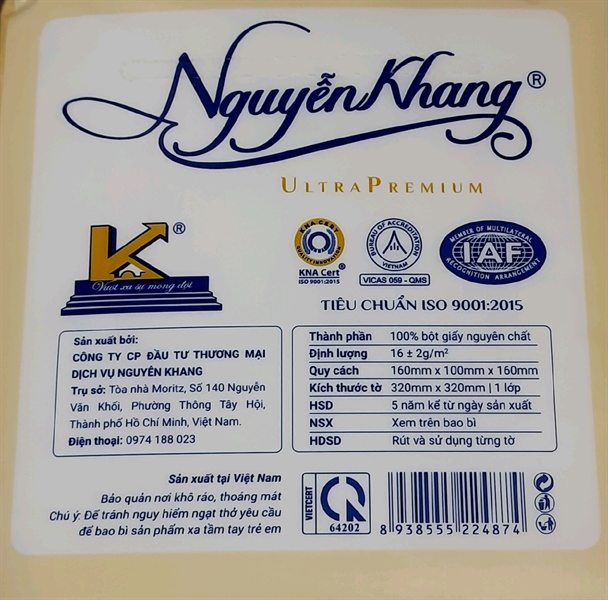 Nguyễn Khang®
ULTRA PREMIUM
K®
Vượt xa sự mong đợi
KNA CERT
QUALITY INNOVATION
KNA Cert®
ISO 9001:2015
BUREAU OF ACCREDITATION
VIETNAM
VICAS 059 - QMS
MEMBER OF MULTILATERAL
IAF
RECOGNITION ARRANGEMENT
TIÊU CHUẨN ISO 9001:2015
Sản xuất bởi:
CÔNG TY CP ĐẦU TƯ THƯƠNG MẠI
DỊCH VỤ NGUYÊN KHANG
Trụ sở: Tòa nhà Moritz, Số 140 Nguyễn
Văn Khối, Phường Thông Tây Hội,
Thành phố Hồ Chí Minh, Việt Nam.
Điện thoại: 0974 188 023
Thành phần 100% bột giấy nguyên chất
Định lượng 16 ± 2g/m²
Quy cách 160mm x 100mm x 160mm
Kích thước tờ 320mm x 320mm | 1 lớp
HSD 5 năm kể từ ngày sản xuất
NSX Xem trên bao bì
HDSD Rút và sử dụng từng tờ
Sản xuất tại Việt Nam
Bảo quản nơi khô ráo, thoáng mát
Chú ý: Để tránh nguy hiểm ngạt thở yêu cầu
để bao bì sản phẩm xa tầm tay trẻ em
VIETCERT
CR
64202
8 938555 224874